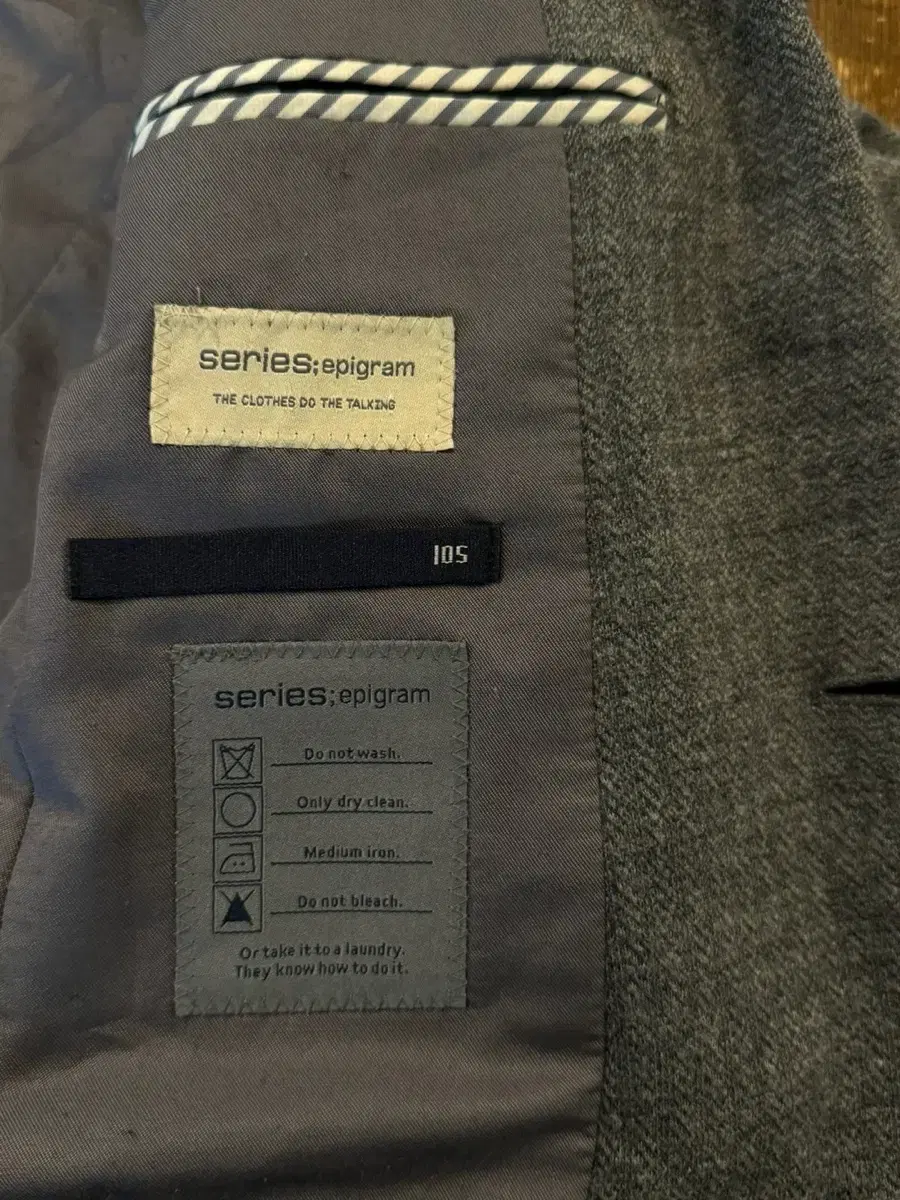 series;epigram
THE CLOTHES DO THE TALKING
105
series;epigram
Do not wash.
Only dry clean.
Medium iron.
Do not bleach.
Or take it to a laundry.
They know how to do it.